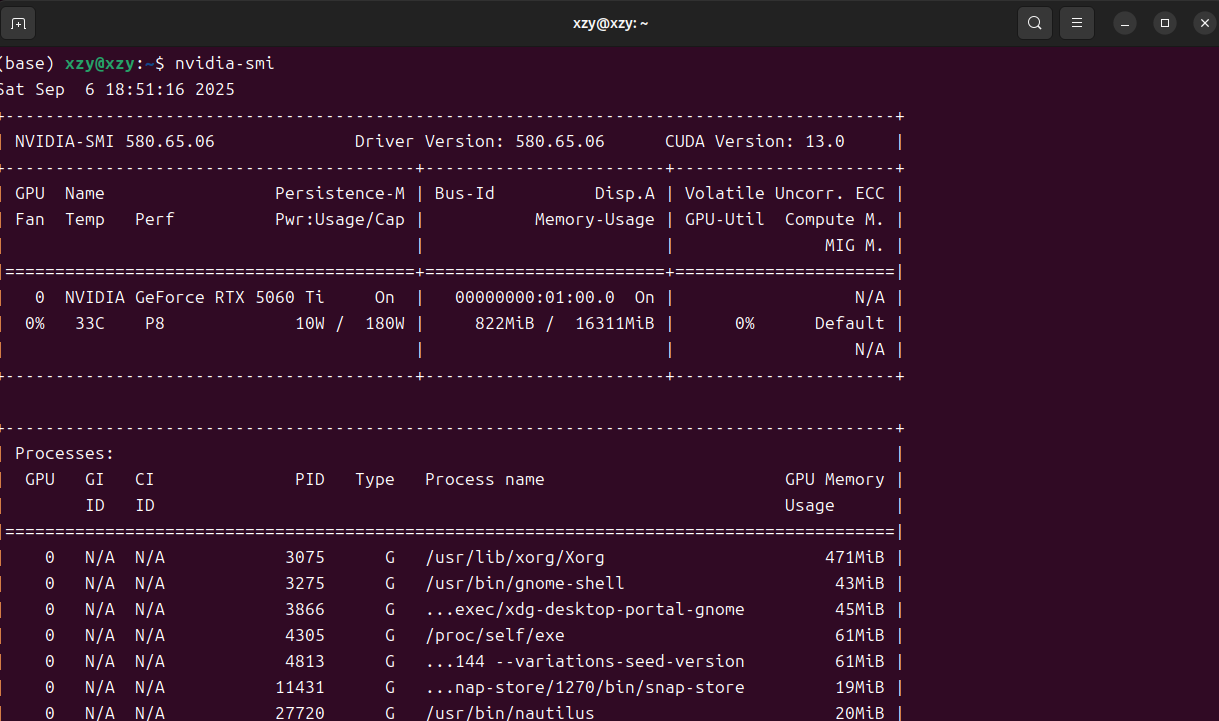 xzy@xzy: ~
(base) xzy@xzy:~$ nvidia-smi
Sat Sep  6 18:51:16 2025
+-----------------------------------------------------------------------------------------+
| NVIDIA-SMI 580.65.06              Driver Version: 580.65.06      CUDA Version: 13.0     |
+-----------------------------------------+------------------------+----------------------+
| GPU  Name                 Persistence-M | Bus-Id          Disp.A | Volatile Uncorr. ECC |
| Fan  Temp   Perf          Pwr:Usage/Cap |           Memory-Usage | GPU-Util  Compute M. |
|                                         |                        |               MIG M. |
|=========================================+========================+======================|
|   0  NVIDIA GeForce RTX 5060 Ti     On  |   00000000:01:00.0  On |                  N/A |
|  0%   33C    P8             10W /  180W |     822MiB /  16311MiB |      0%      Default |
|                                         |                        |                  N/A |
+-----------------------------------------+------------------------+----------------------+
+-----------------------------------------------------------------------------------------+
| Processes:                                                                              |
|  GPU   GI   CI              PID   Type   Process name                        GPU Memory |
|        ID   ID                                                               Usage      |
|=========================================================================================|
|    0   N/A  N/A            3075      G   /usr/lib/xorg/Xorg                      471MiB |
|    0   N/A  N/A            3275      G   /usr/bin/gnome-shell                     43MiB |
|    0   N/A  N/A            3866      G   ...exec/xdg-desktop-portal-gnome         45MiB |
|    0   N/A  N/A            4305      G   /proc/self/exe                           61MiB |
|    0   N/A  N/A            4813      G   ...144 --variations-seed-version         61MiB |
|    0   N/A  N/A           11431      G   ...nap-store/1270/bin/snap-store         19MiB |
|    0   N/A  N/A           27720      G   /usr/bin/nautilus                        20MiB |